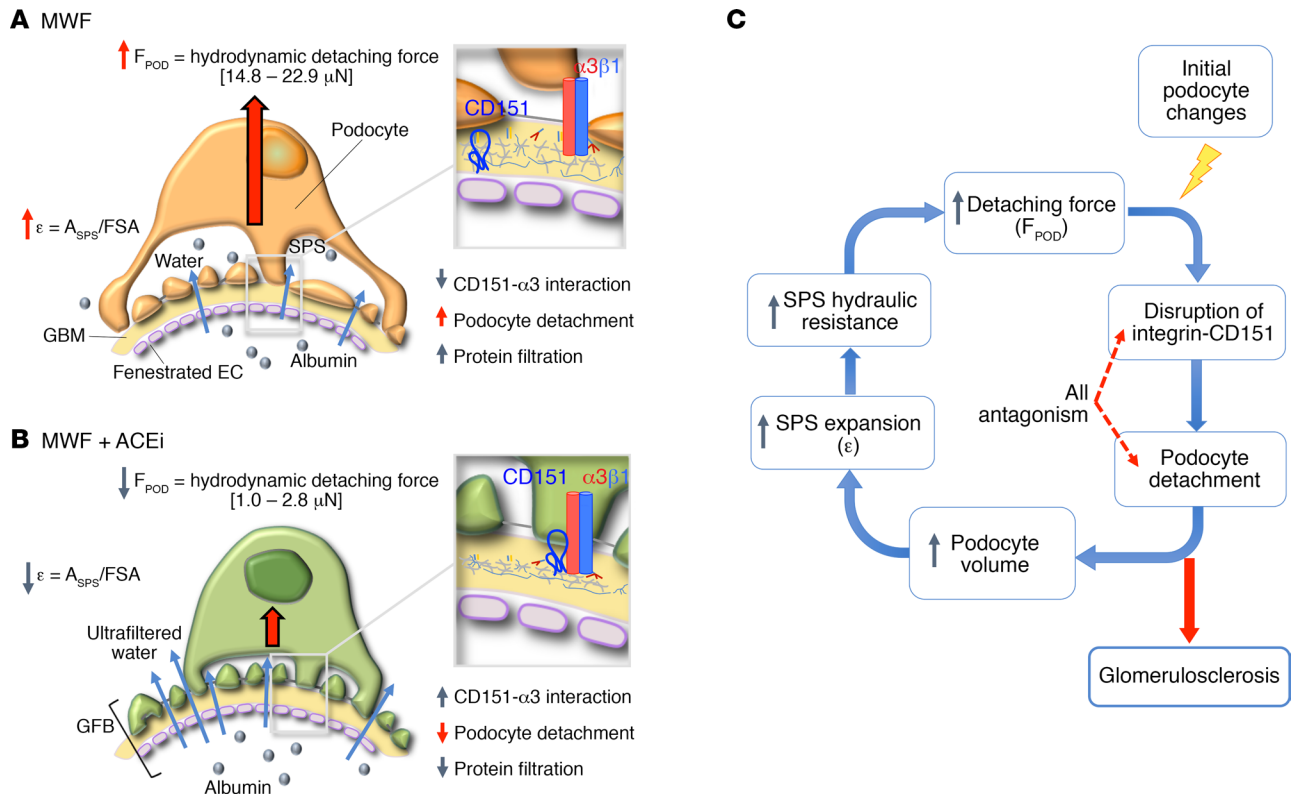 A MWF
↑ F_POD = hydrodynamic detaching force
[14.8 – 22.9 µN]
Podocyte
↑ ε = A_SPS/FSA
Water
SPS
GBM
Fenestrated EC
Albumin
α3β1
CD151
↓ CD151-α3 interaction
↑ Podocyte detachment
↑ Protein filtration
B MWF + ACEi
↓ F_POD = hydrodynamic detaching force
[1.0 – 2.8 µN]
↓ ε = A_SPS/FSA
Ultrafiltered
water
GFB
Albumin
CD151 α3β1
↑ CD151-α3 interaction
↓ Podocyte detachment
↓ Protein filtration
C
Initial
podocyte
changes
↑ Detaching force
(F_POD)
Disruption of
integrin-CD151
AII
antagonism
Podocyte
detachment
↑ Podocyte
volume
↑ SPS expansion
(ε)
↑ SPS hydraulic
resistance
Glomerulosclerosis